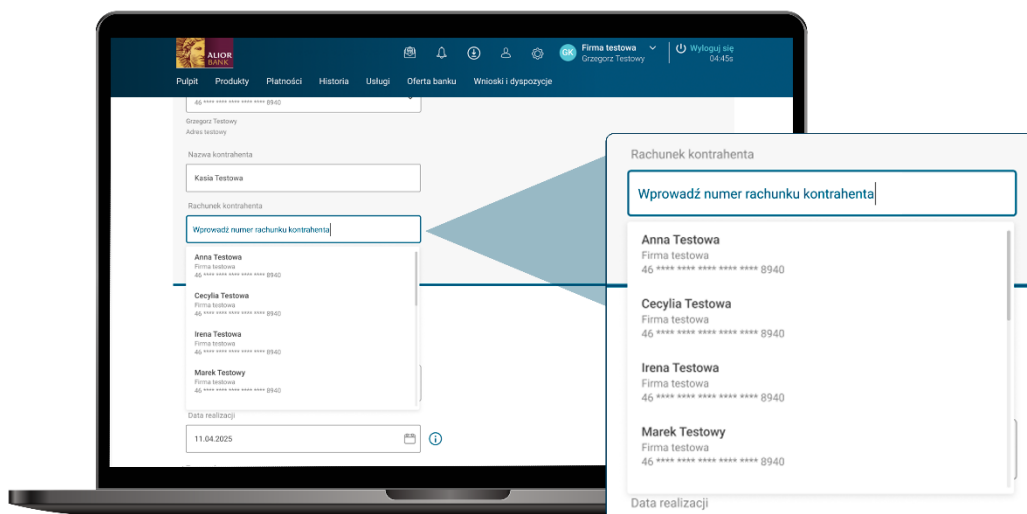 ALIOR
BANK
GK
Firma testowa
Grzegorz Testowy
Wyloguj się
04:45s
Pulpit Produkty Płatności Historia Usługi Oferta banku Wnioski i dyspozycje
46 **** **** **** **** **** 8940
Grzegorz Testowy
Adres testowy
Nazwa kontrahenta
Kasia Testowa
Rachunek kontrahenta
Wprowadź numer rachunku kontrahenta
Anna Testowa
Firma testowa
46 **** **** **** **** **** 8940
Cecylia Testowa
Firma testowa
46 **** **** **** **** **** 8940
Irena Testowa
Firma testowa
46 **** **** **** **** **** 8940
Marek Testowy
Firma testowa
46 **** **** **** **** **** 8940
Data realizacji
11.04.2025
Rachunek kontrahenta
Wprowadź numer rachunku kontrahenta
Anna Testowa
Firma testowa
46 **** **** **** **** **** 8940
Cecylia Testowa
Firma testowa
46 **** **** **** **** **** 8940
Irena Testowa
Firma testowa
46 **** **** **** **** **** 8940
Marek Testowy
Firma testowa
46 **** **** **** **** **** 8940
Data realizacji